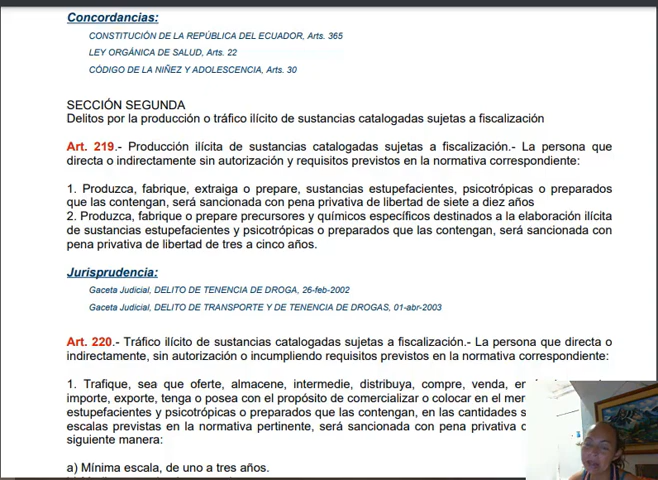 Concordancias:
CONSTITUCIÓN DE LA REPÚBLICA DEL ECUADOR, Arts. 365
LEY ORGÁNICA DE SALUD, Arts. 22
CÓDIGO DE LA NIÑEZ Y ADOLESCENCIA, Arts. 30
SECCIÓN SEGUNDA
Delitos por la producción o tráfico ilícito de sustancias catalogadas sujetas a fiscalización
Art. 219.- Producción ilícita de sustancias catalogadas sujetas a fiscalización.- La persona que
directa o indirectamente sin autorización y requisitos previstos en la normativa correspondiente:
1. Produzca, fabrique, extraiga o prepare, sustancias estupefacientes, psicotrópicas o preparados
que las contengan, será sancionada con pena privativa de libertad de siete a diez años
2. Produzca, fabrique o prepare precursores y químicos específicos destinados a la elaboración ilícita
de sustancias estupefacientes y psicotrópicas o preparados que las contengan, será sancionada con
pena privativa de libertad de tres a cinco años.
Jurisprudencia:
Gaceta Judicial, DELITO DE TENENCIA DE DROGA, 26-feb-2002
Gaceta Judicial, DELITO DE TRANSPORTE Y DE TENENCIA DE DROGAS, 01-abr-2003
Art. 220.- Tráfico ilícito de sustancias catalogadas sujetas a fiscalización.- La persona que directa o
indirectamente, sin autorización o incumpliendo requisitos previstos en la normativa correspondiente:
1. Trafique, sea que oferte, almacene, intermedie, distribuya, compre, venda,
importe, exporte, tenga o posea con el propósito de comercializar o colocar en el mer
estupefacientes y psicotrópicas o preparados que las contengan, en las cantidades s
escalas previstas en la normativa pertinente, será sancionada con pena privativa
siguiente manera:
a) Mínima escala, de uno a tres años.